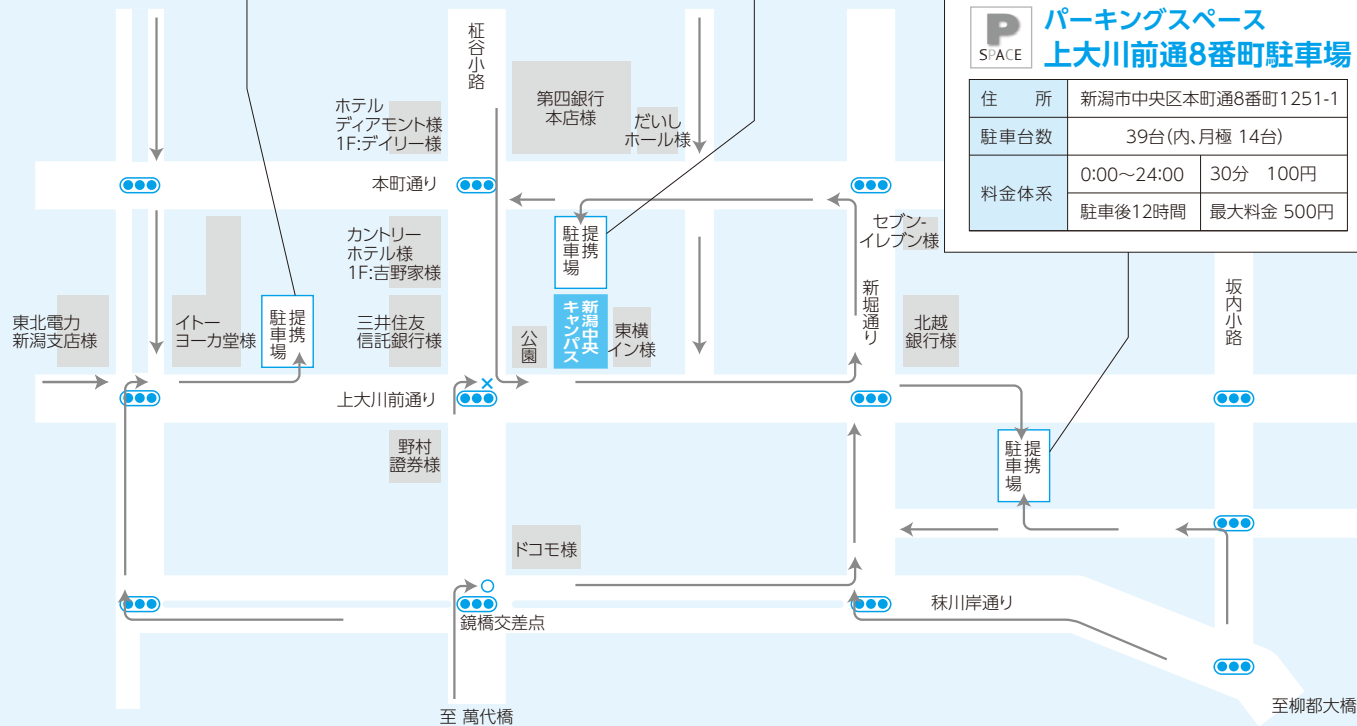 P
SPACE
パーキングスペース
上大川前通8番町駐車場
住　所 新潟市中央区本町通8番町1251-1
駐車台数 39台(内、月極 14台)
料金体系 0:00〜24:00 30分　100円
駐車後12時間 最大料金 500円
柾谷小路
ホテル
ディアモント様
1F:デイリー様
第四銀行
本店様
だいし
ホール様
本町通り
カントリー
ホテル様
1F:吉野家様
提携
駐車場
セブン-
イレブン様
東北電力
新潟支店様
イトー
ヨーカ堂様
提携
駐車場
三井住友
信託銀行様
公園
新潟中央
キャンパス
東横
イン様
新堀通り
北越
銀行様
坂内小路
上大川前通り
野村
證券様
提携
駐車場
ドコモ様
鏡橋交差点
秣川岸通り
至 萬代橋
至柳都大橋